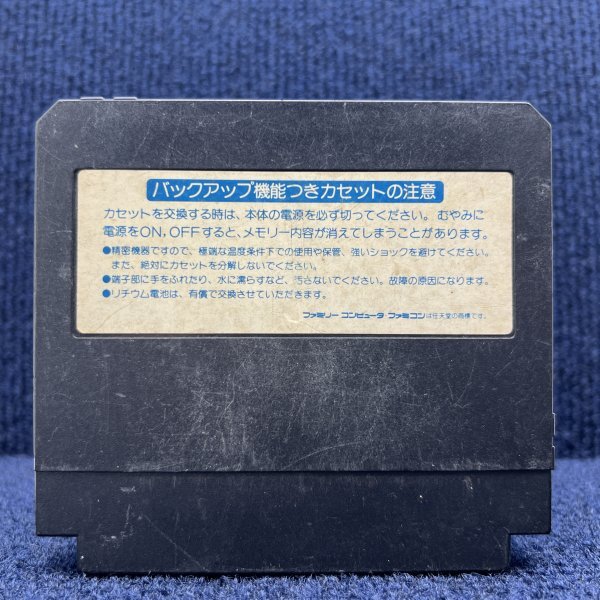 バックアップ機能つきカセットの注意
カセットを交換する時は、本体の電源を必ず切ってください。むやみに
電源をON,OFFすると、メモリー内容が消えてしまうことがあります。
●精密機器ですので、極端な温度条件下での使用や保管、強いショックを避けてください。
また、絶対にカセットを分解しないでください。
●端子部に手をふれたり、水に濡らすなど、汚さないでください。故障の原因になります。
●リチウム電池は、有償で交換させていただきます。
ファミリーコンピュータ・ファミコンは任天堂の商標です。